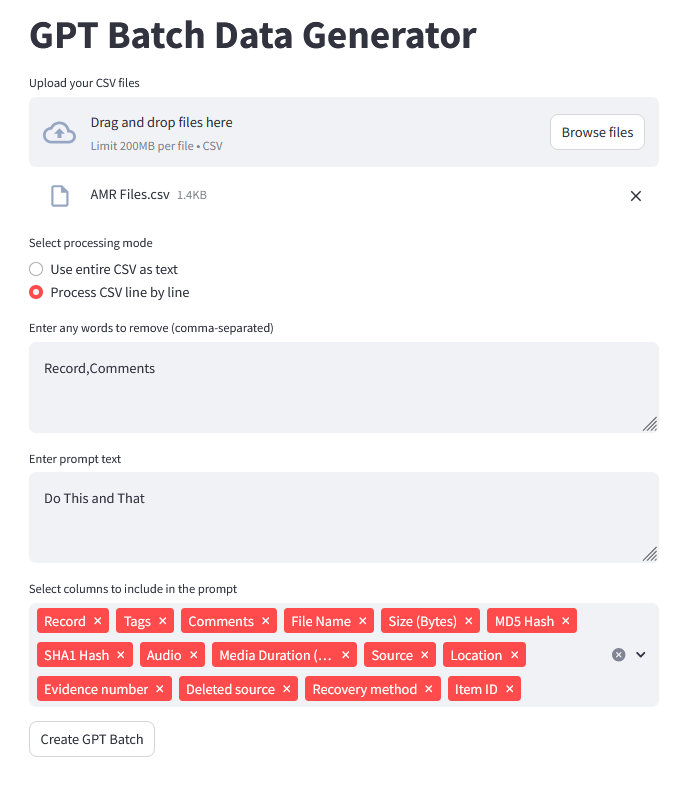 GPT Batch Data Generator
Upload your CSV files
Drag and drop files here
Limit 200MB per file • CSV
Browse files
AMR Files.csv 1.4KB
Select processing mode
Use entire CSV as text
Process CSV line by line
Enter any words to remove (comma-separated)
Record,Comments
Enter prompt text
Do This and That
Select columns to include in the prompt
Record Tags Comments File Name Size (Bytes) MD5 Hash
SHA1 Hash Audio Media Duration (… Source Location
Evidence number Deleted source Recovery method Item ID
Create GPT Batch